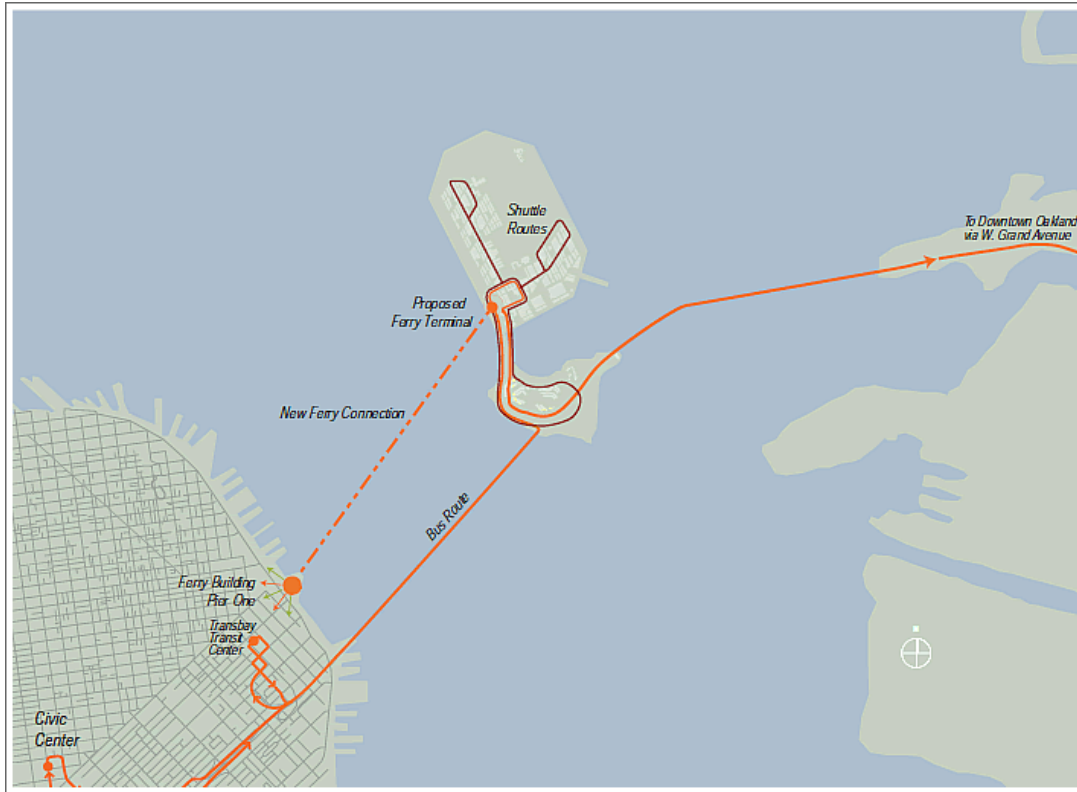 Shuttle
Routes
To Downtown Oakland
via W. Grand Avenue
Proposed
Ferry Terminal
New Ferry Connection
Bus Route
Ferry Building
Pier One
Transbay
Transit
Center
Civic
Center